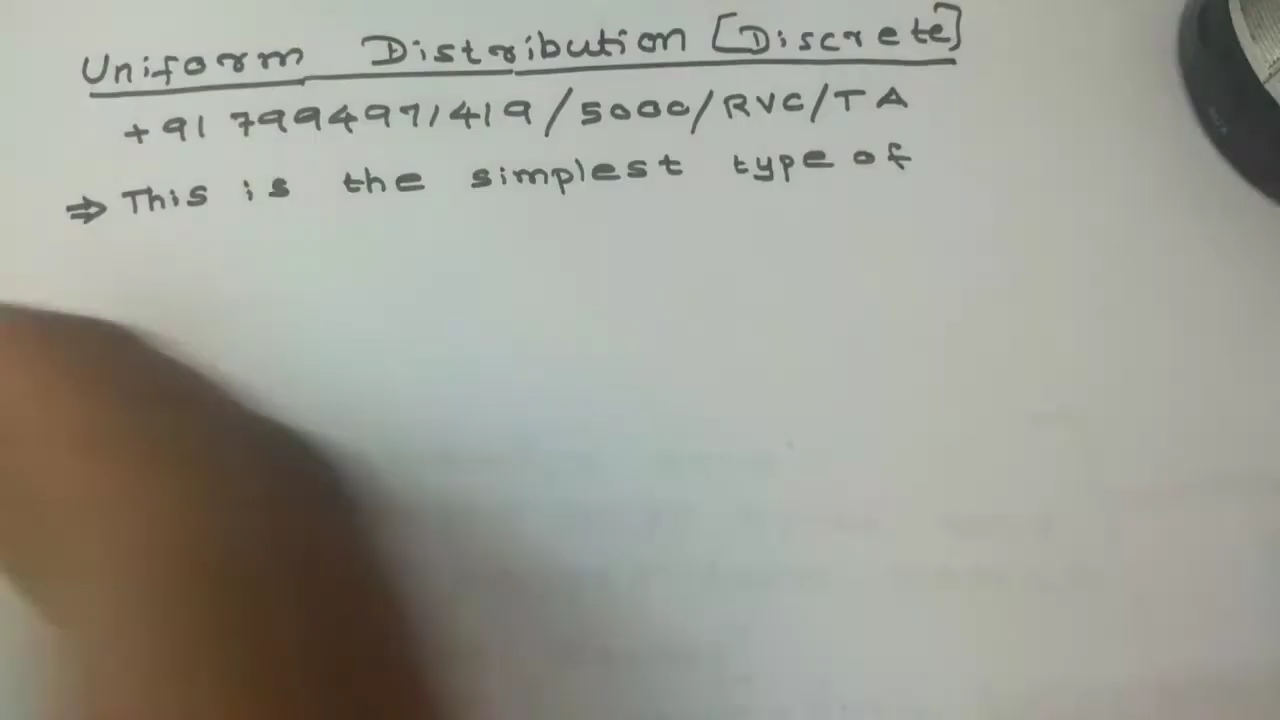 Uniform Distribution [Discrete]
+91 7994971419/5000/RVC/TA
⇒ This is the simplest type of